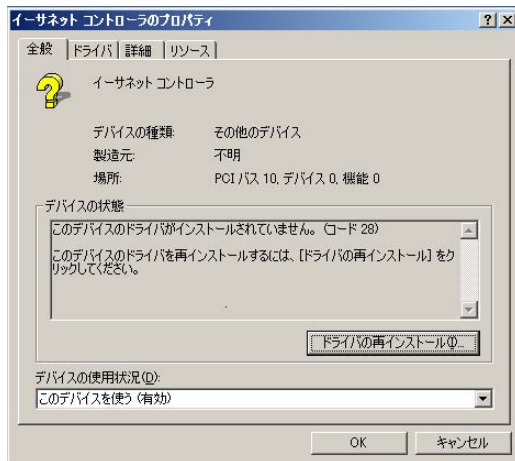 イーサネット コントローラのプロパティ
全般 ドライバ 詳細 リソース
イーサネット コントローラ
デバイスの種類: その他のデバイス
製造元: 不明
場所: PCI バス 10, デバイス 0, 機能 0
デバイスの状態
このデバイスのドライバがインストールされていません。 (コード 28)
このデバイスのドライバを再インストールするには、[ドライバの再インストール] をク
リックしてください。
ドライバの再インストール(I)...
デバイスの使用状況(D):
このデバイスを使う (有効)
OK キャンセル